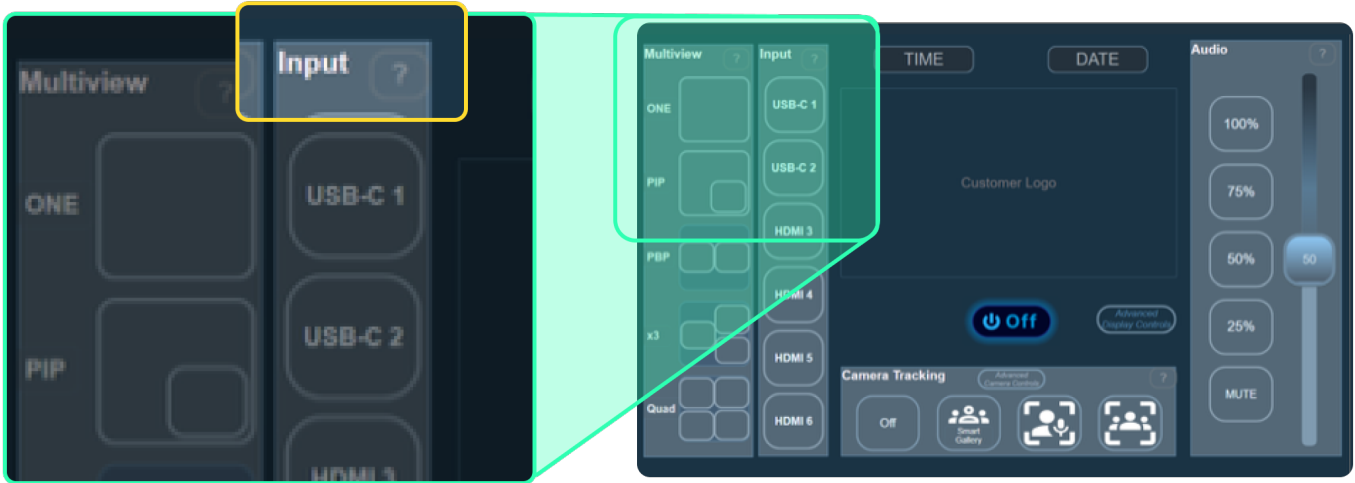 Multiview ?
Input ?
ONE
USB-C 1
PIP
USB-C 2
HDMI 3
Multiview ?
Input ?
TIME
DATE
Audio ?
ONE
USB-C 1
100%
PIP
USB-C 2
Customer Logo
75%
PBP
HDMI 3
50%
50
x3
HDMI 4
Off
Advanced
Display Controls
25%
HDMI 5
Camera Tracking
Advanced
Camera Controls
?
Quad
HDMI 6
Off
Smart
Gallery
MUTE